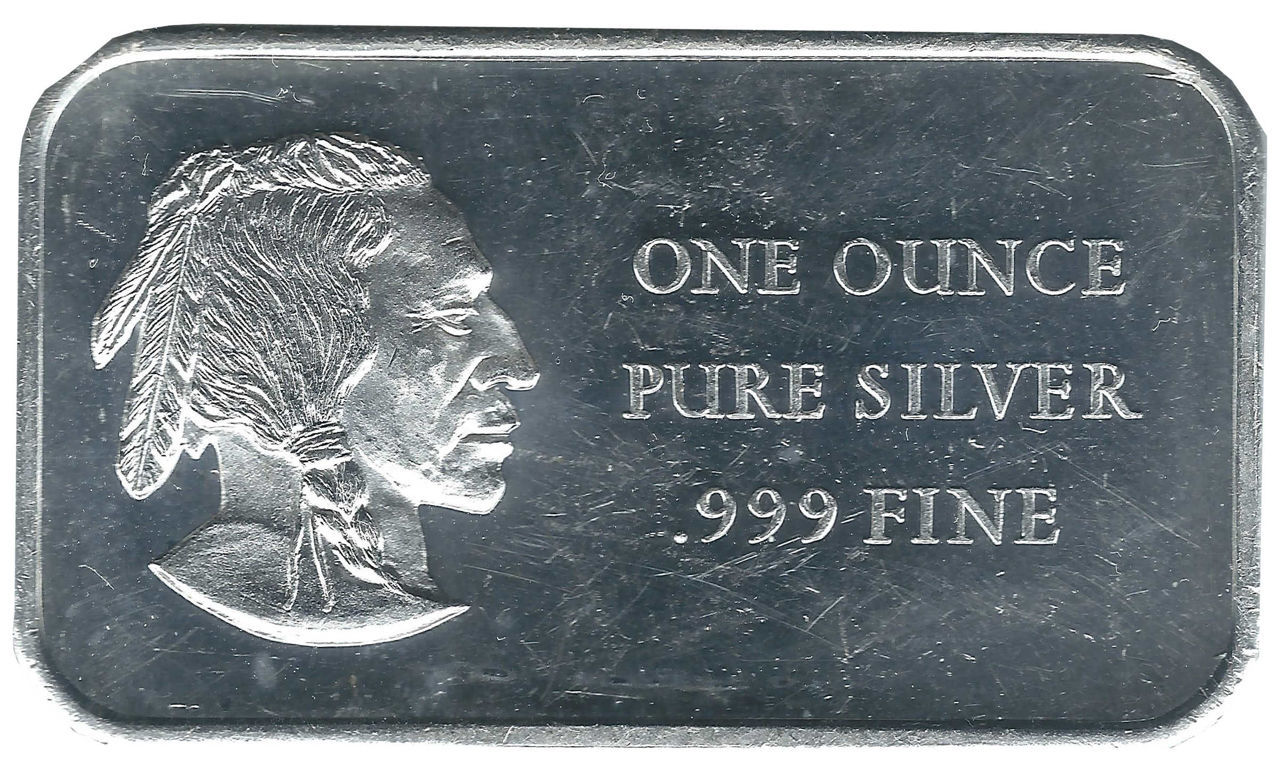 ONE OUNCE
PURE SILVER
.999 FINE